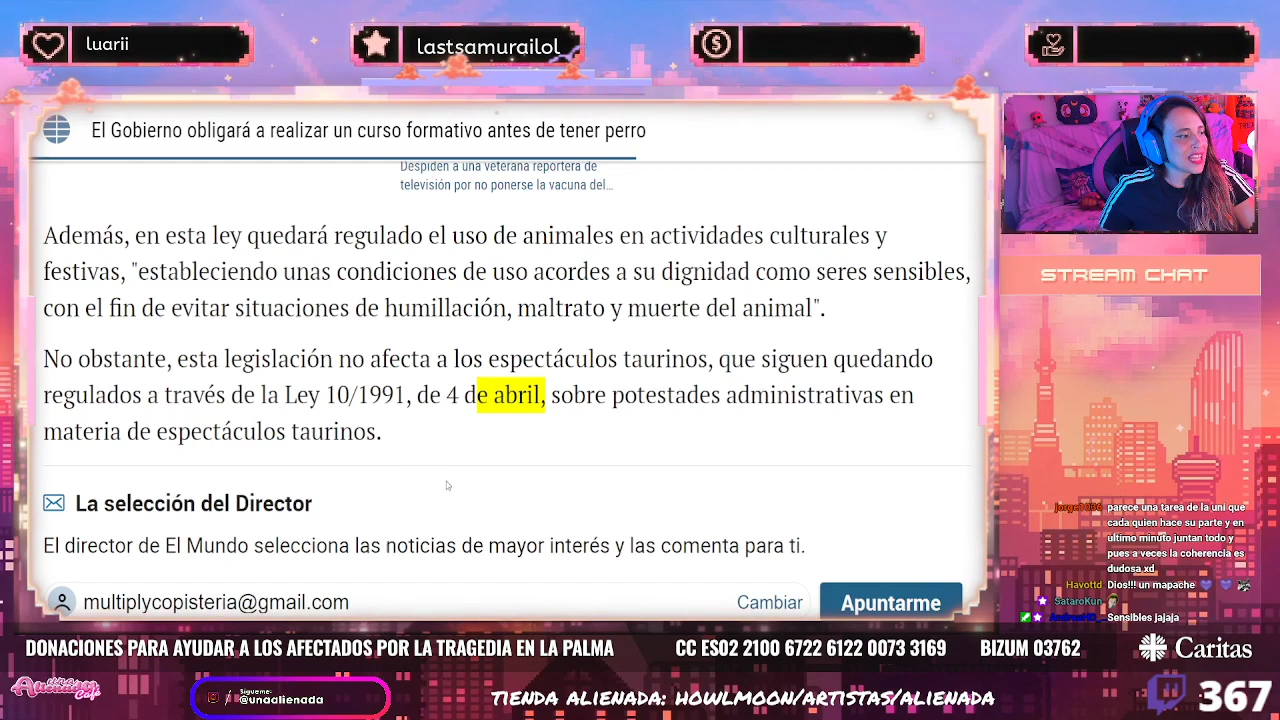 luarii
lastsamurailol
El Gobierno obligará a realizar un curso formativo antes de tener perro
Despiden a una veterana reportera de
televisión por no ponerse la vacuna del...
Además, en esta ley quedará regulado el uso de animales en actividades culturales y
festivas, "estableciendo unas condiciones de uso acordes a su dignidad como seres sensibles,
con el fin de evitar situaciones de humillación, maltrato y muerte del animal".
No obstante, esta legislación no afecta a los espectáculos taurinos, que siguen quedando
regulados a través de la Ley 10/1991, de 4 de abril, sobre potestades administrativas en
materia de espectáculos taurinos.
La selección del Director
El director de El Mundo selecciona las noticias de mayor interés y las comenta para ti.
multiplycopisteria@gmail.com
Cambiar
Apuntarme
STREAM CHAT
jorge1036 parece una tarea de la uni que
cada quien hace su parte y en
ultimo minuto juntan todo y
pues a veces la coherencia es
dudosa xd
Havottd Dios!!! un mapache
SataroKun
Sensibles jajaja
DONACIONES PARA AYUDAR A LOS AFECTADOS POR LA TRAGEDIA EN LA PALMA
CC ES02 2100 6722 6122 0073 3169
BIZUM 03762
Caritas
Sígueme:
@unaalienada
TIENDA ALIENADA: HOWLMOON/ARTISTAS/ALIENADA
367